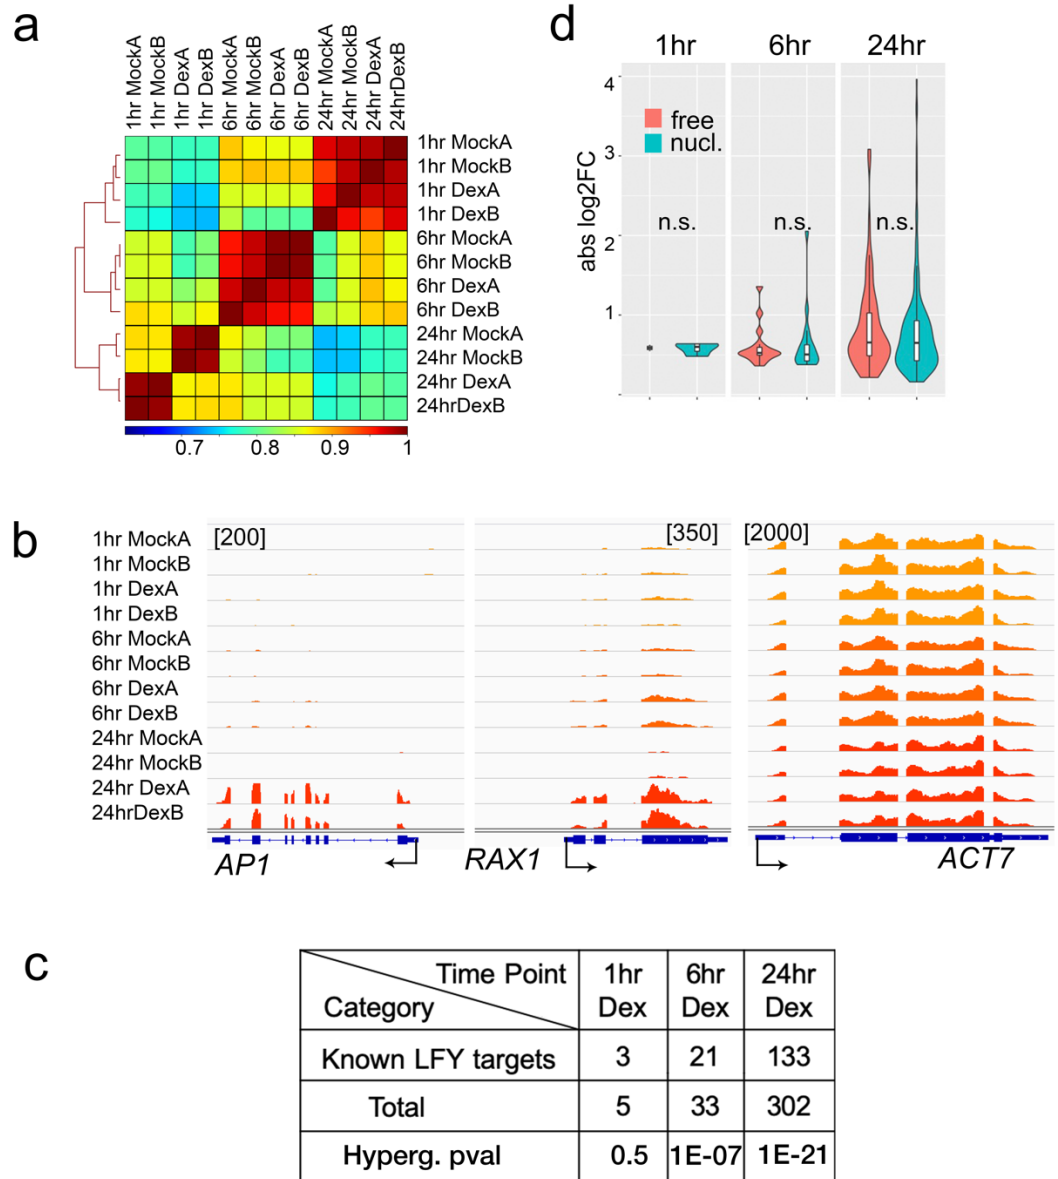 a
1hr MockA
1hr MockB
1hr DexA
1hr DexB
6hr MockA
6hr MockB
6hr DexA
6hr DexB
24hr MockA
24hr MockB
24hr DexA
24hrDexB
1hr MockA
1hr MockB
1hr DexA
1hr DexB
6hr MockA
6hr MockB
6hr DexA
6hr DexB
24hr MockA
24hr MockB
24hr DexA
24hrDexB
0.7 0.8 0.9 1
d
1hr 6hr 24hr
abs log2FC
4
3
2
1
free
nucl.
n.s. n.s. n.s.
b
[200] [350] [2000]
1hr MockA
1hr MockB
1hr DexA
1hr DexB
6hr MockA
6hr MockB
6hr DexA
6hr DexB
24hr MockA
24hr MockB
24hr DexA
24hrDexB
AP1 RAX1 ACT7
c
Time Point
Category
1hr Dex
6hr Dex
24hr Dex
Known LFY targets 3 21 133
Total 5 33 302
Hyperg. pval 0.5 1E-07 1E-21